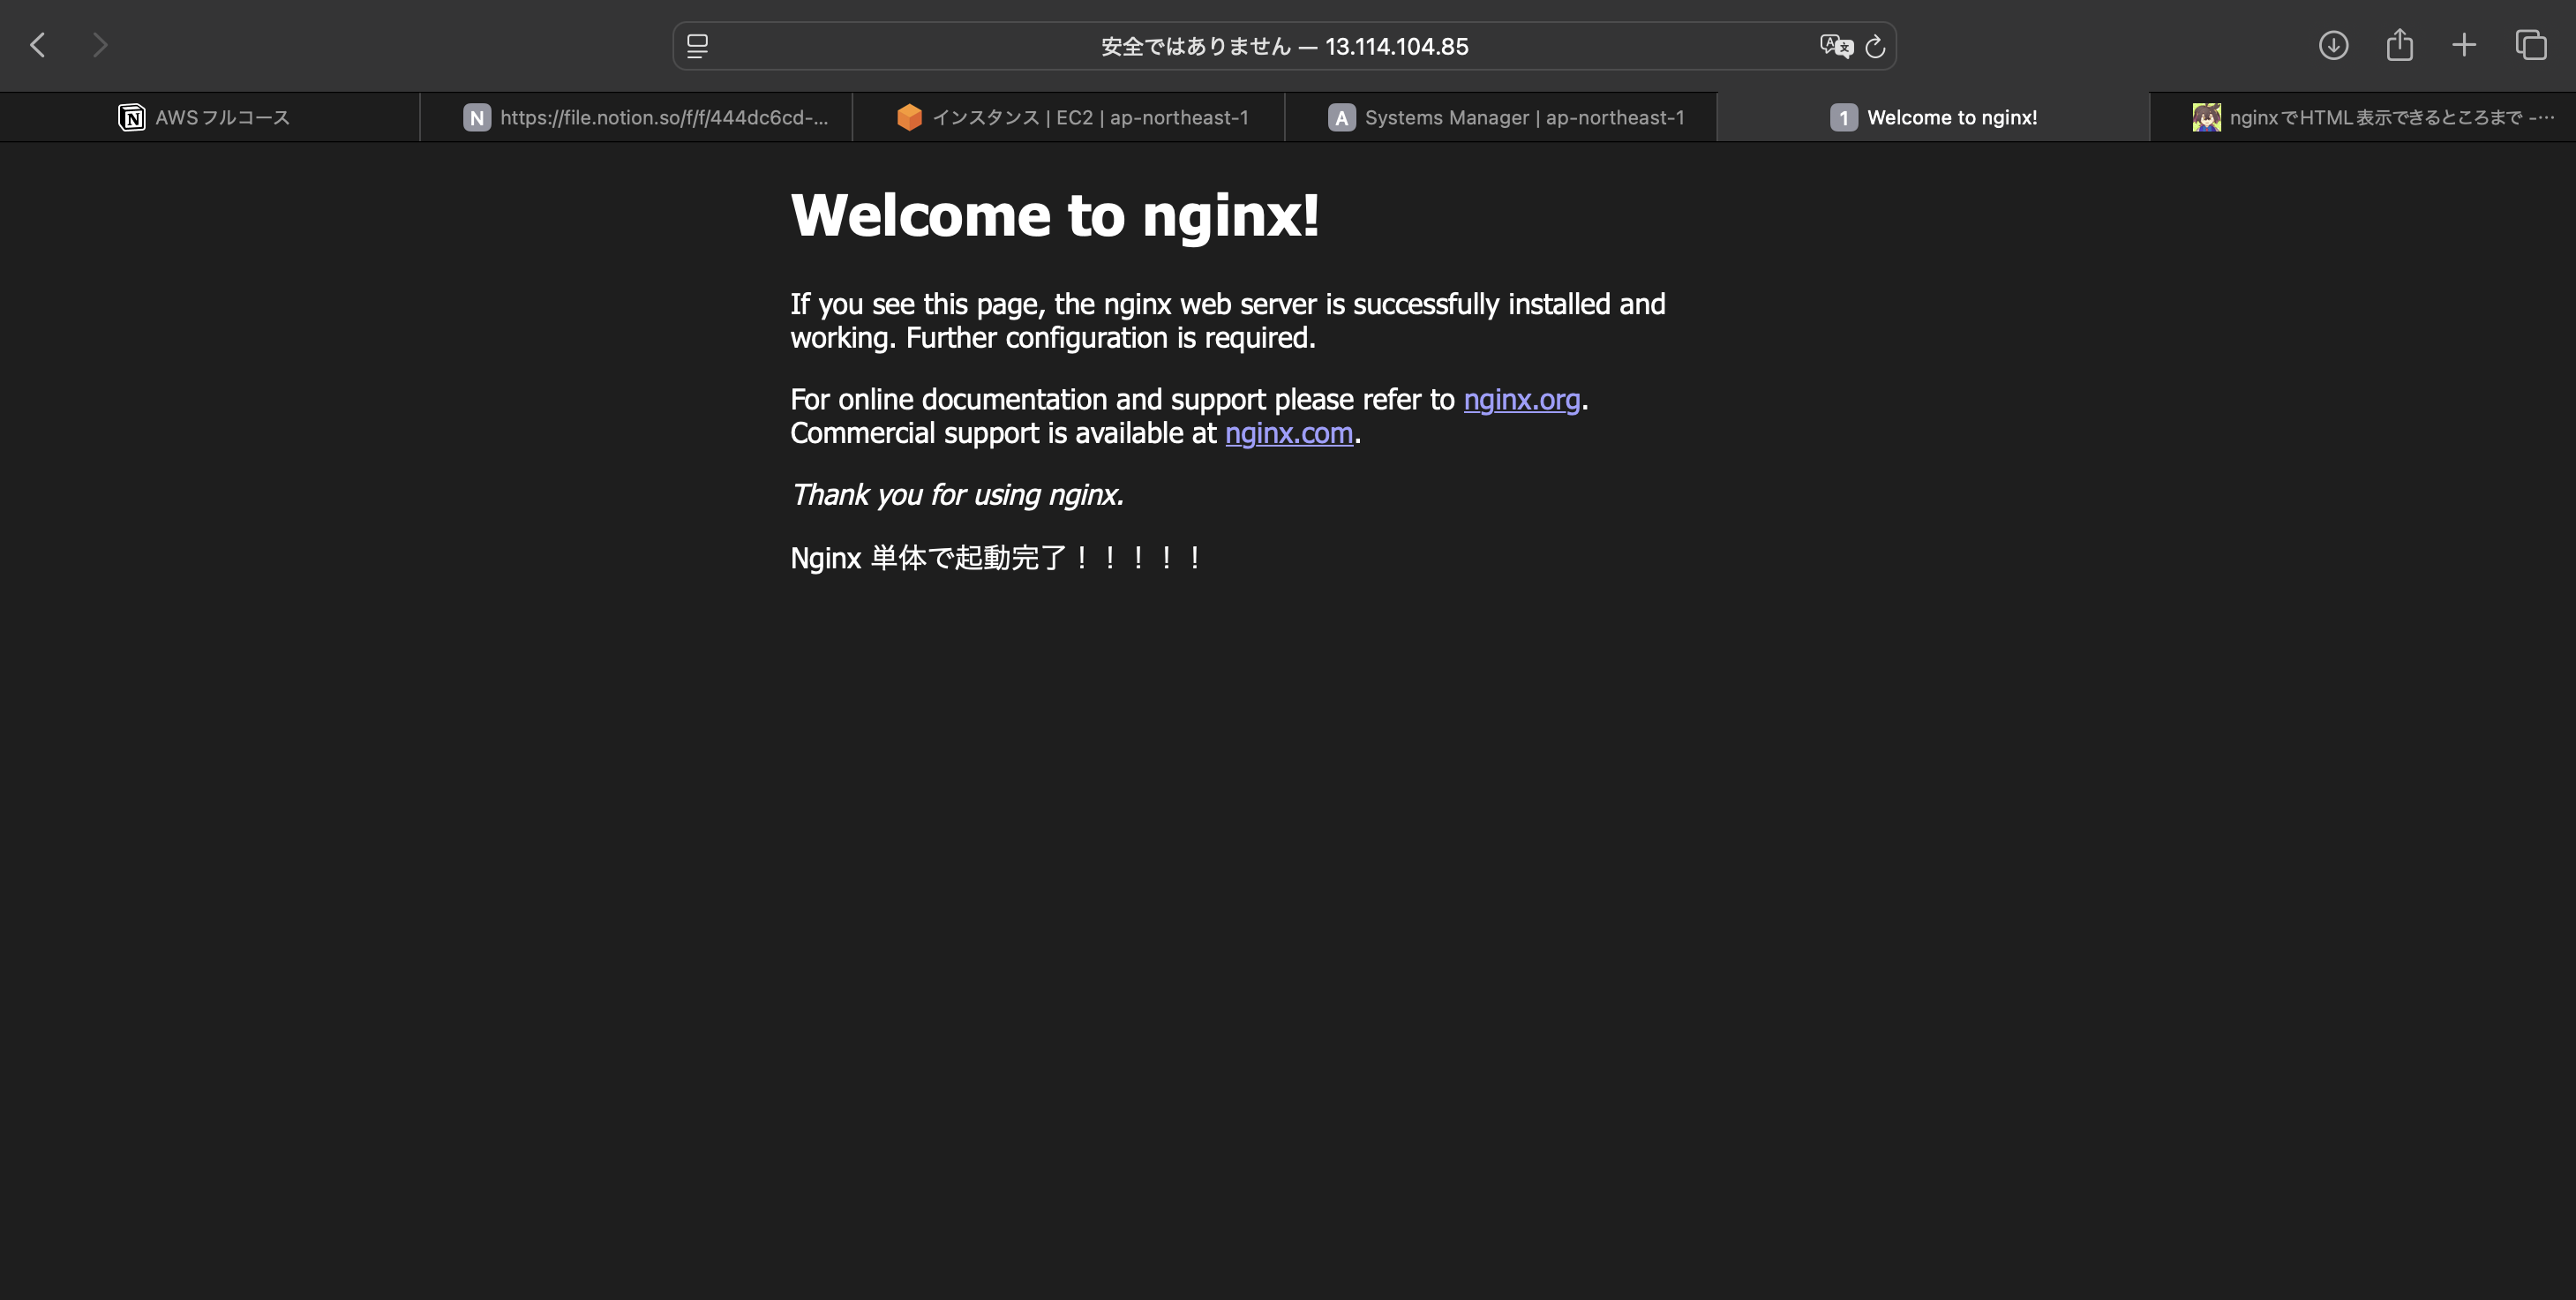 安全ではありません — 13.114.104.85
AWSフルコース
N https://file.notion.so/f/f/444dc6cd-...
インスタンス | EC2 | ap-northeast-1
A Systems Manager | ap-northeast-1
1 Welcome to nginx!
nginxでHTML表示できるところまで -...
Welcome to nginx!
If you see this page, the nginx web server is successfully installed and
working. Further configuration is required.
For online documentation and support please refer to nginx.org.
Commercial support is available at nginx.com.
Thank you for using nginx.
Nginx 単体で起動完了！！！！！